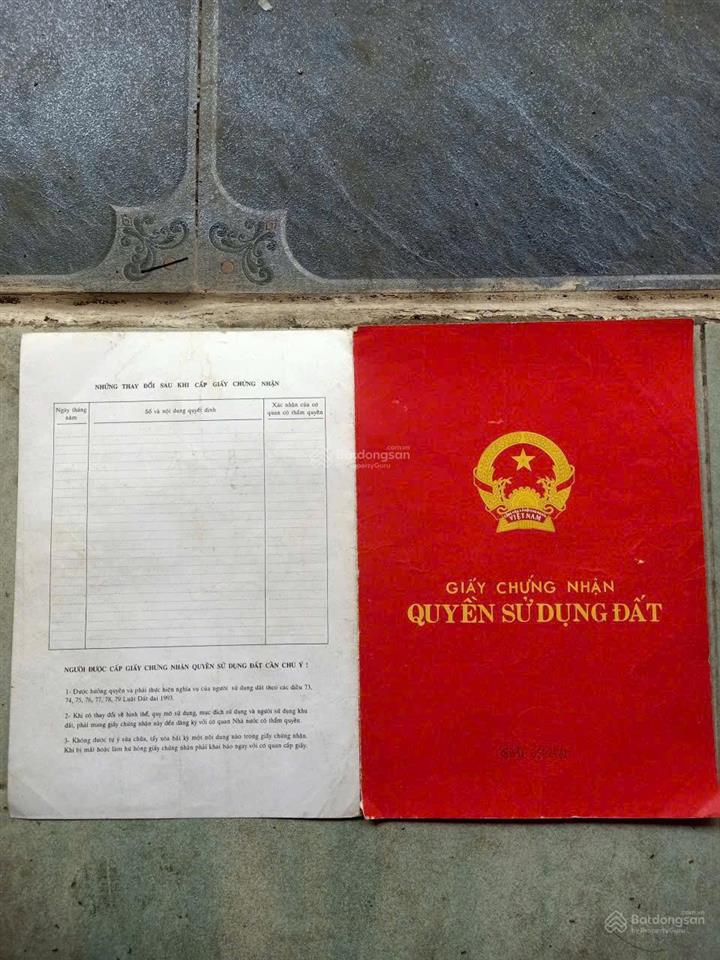 NHỮNG THAY ĐỔI SAU KHI CẤP GIẤY CHỨNG NHẬN
Ngày tháng năm
Số và nội dung quyết định
Xác nhận của cơ quan có thẩm quyền
NGƯỜI ĐƯỢC CẤP GIẤY CHỨNG NHẬN QUYỀN SỬ DỤNG ĐẤT CẦN CHÚ Ý !
1- Được hưởng quyền và phải thực hiện nghĩa vụ của người sử dụng đất theo các điều 73,
74, 75, 76, 77, 78, 79 Luật Đất đai 1993.
2- Khi có thay đổi về hình thể, quy mô sử dụng, mục đích sử dụng và người sử dụng khu
đất, phải mang giấy chứng nhận này đến đăng ký với cơ quan Nhà nước có thẩm quyền.
3- Không được tự ý sửa chữa, tẩy xóa bất kỳ một nội dung nào trong giấy chứng nhận.
Khi bị mất hoặc làm hư hỏng giấy chứng nhận phải khai báo ngay với cơ quan cấp giấy.
VIỆT NAM
GIẤY CHỨNG NHẬN
QUYỀN SỬ DỤNG ĐẤT
Batdongsan
.com.vn
by PropertyGuru
Batdongsan
.com.vn
by PropertyGuru